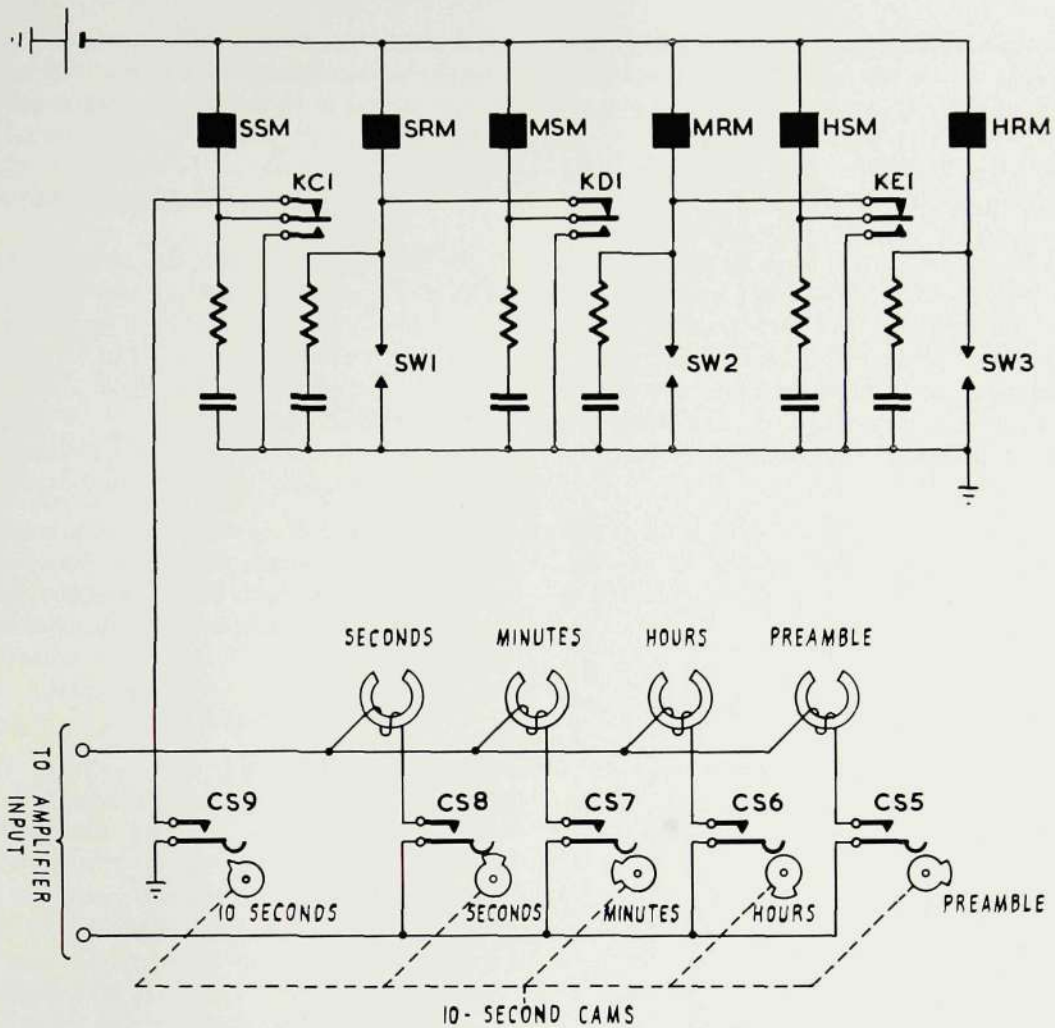 SSM SRM MSM MRM HSM HRM
KC1 KD1 KE1
SW1 SW2 SW3
SECONDS MINUTES HOURS PREAMBLE
TO AMPLIFIER INPUT
CS9 CS8 CS7 CS6 CS5
10 SECONDS SECONDS MINUTES HOURS PREAMBLE
10-SECOND CAMS